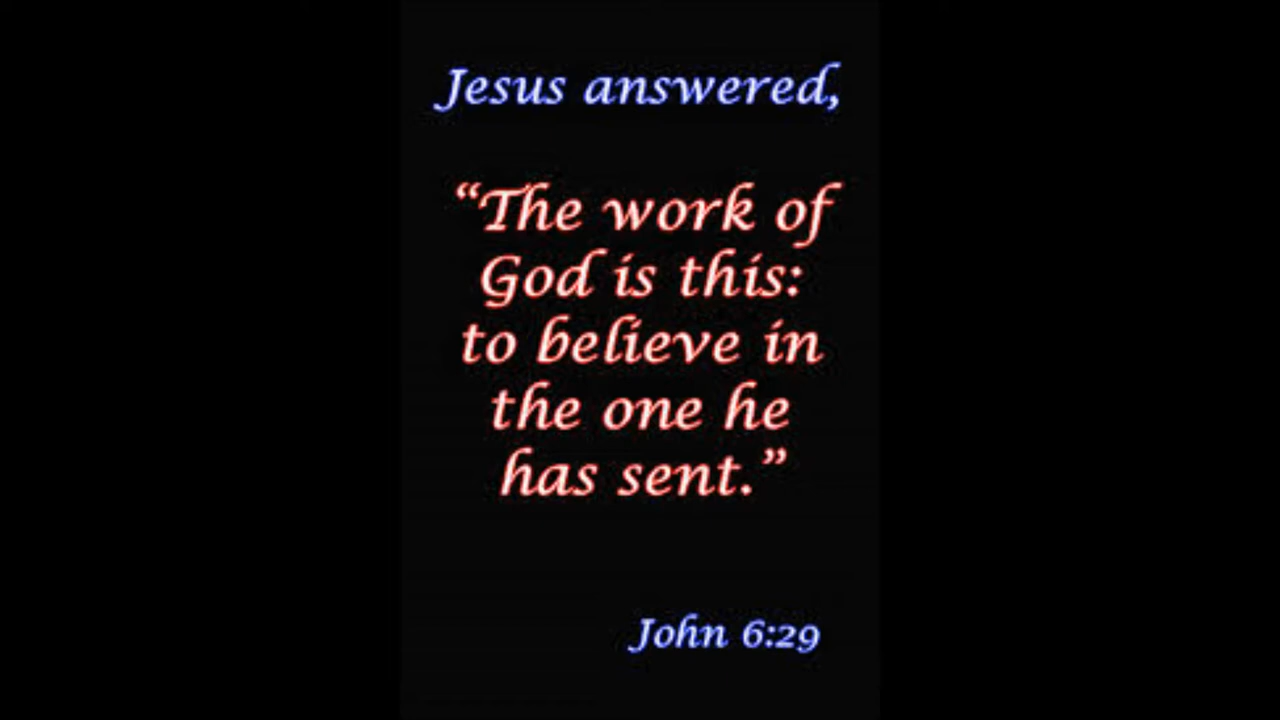 Jesus answered,
“The work of
God is this:
to believe in
the one he
has sent.”
John 6:29